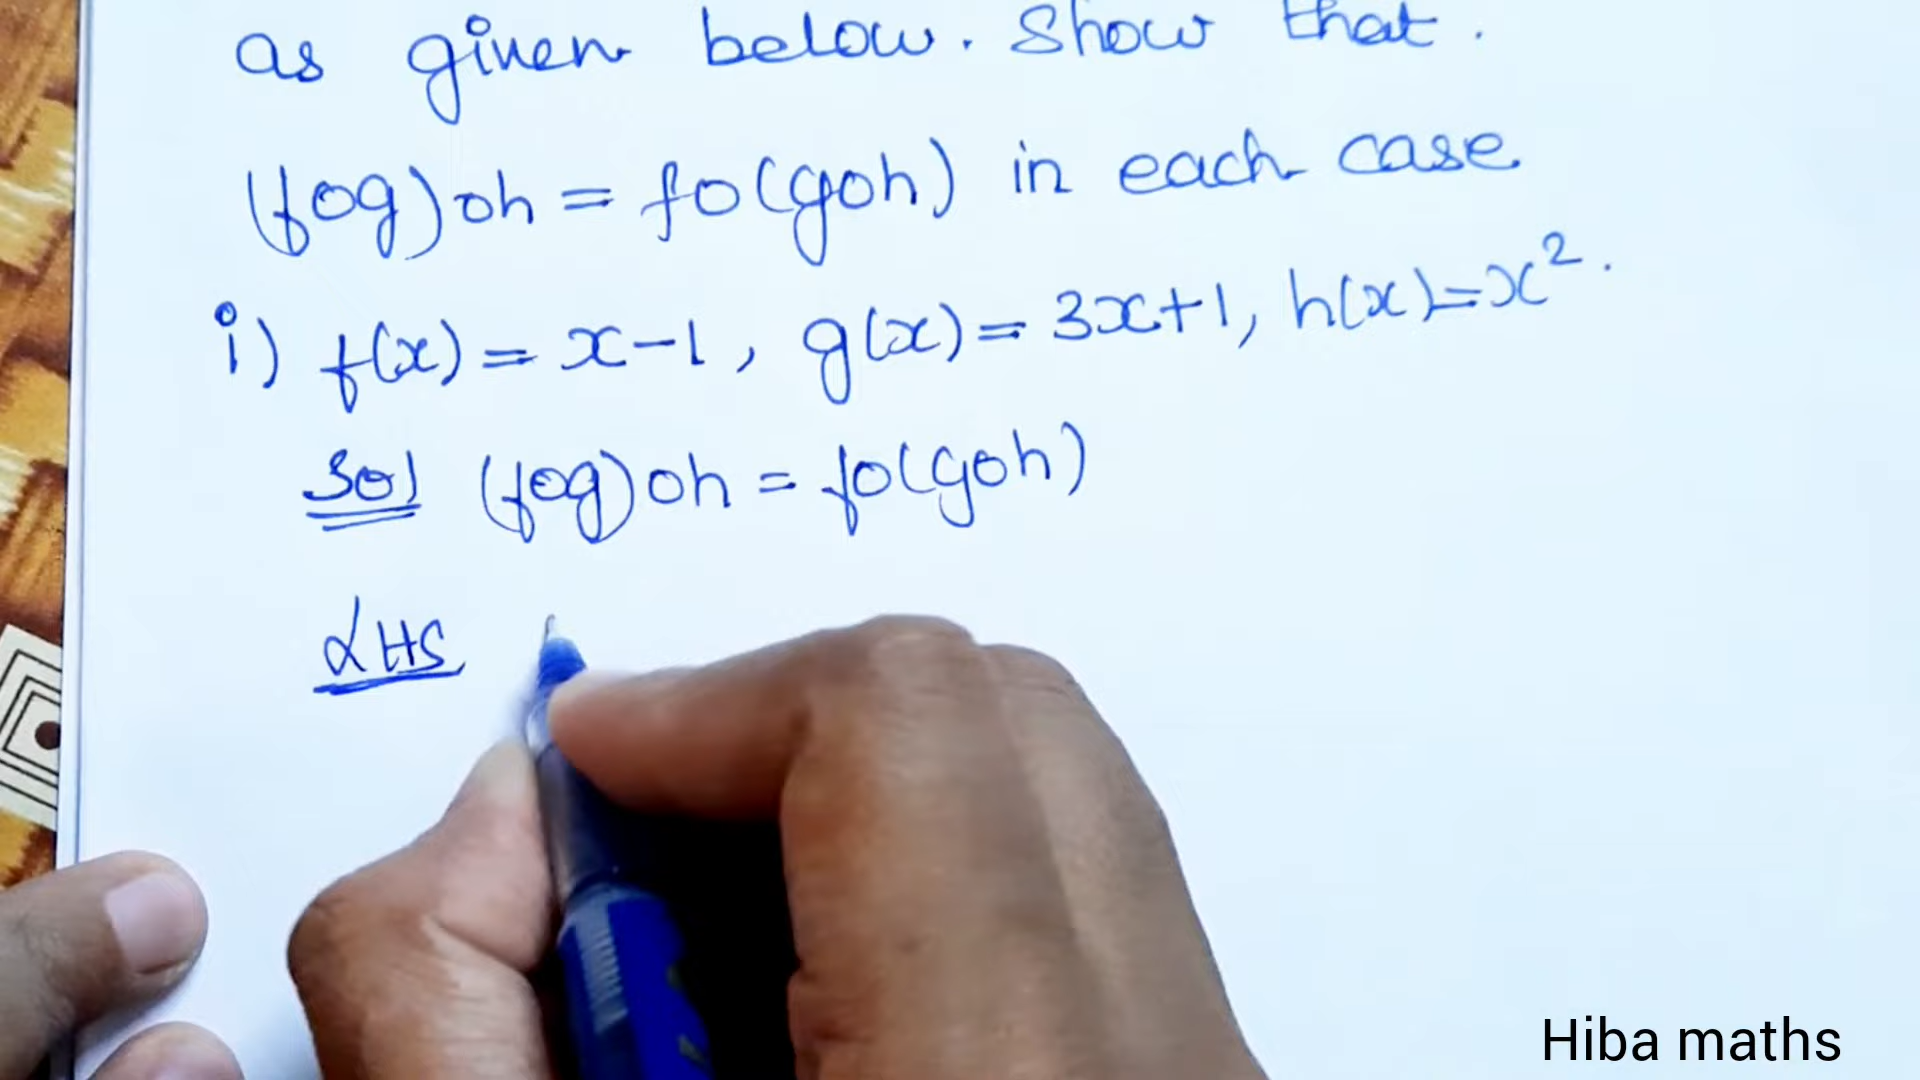 as given below. Show that.
(fog)oh = fo(goh) in each case
i) f(x) = x-1, g(x) = 3x+1, h(x)=x².
Sol (fog)oh = fo(goh)
LHS
Hiba maths